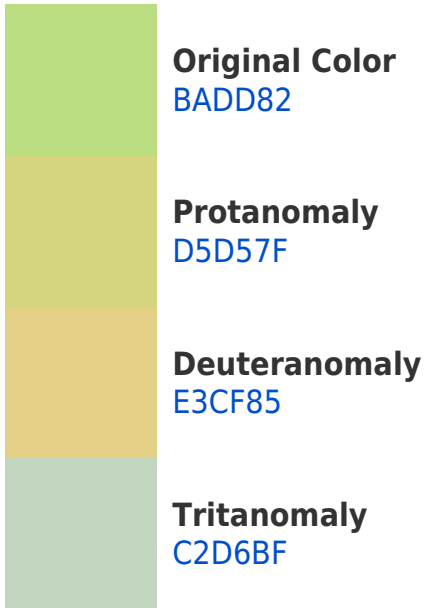 Original Color
BADD82
Protanomaly
D5D57F
Deuteranomaly
E3CF85
Tritanomaly
C2D6BF